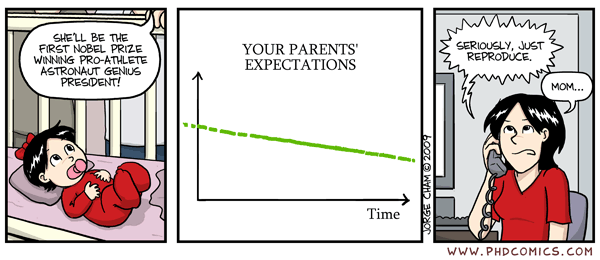 SHE'LL BE THE
FIRST NOBEL PRIZE
WINNING PRO-ATHLETE
ASTRONAUT GENIUS
PRESIDENT!
YOUR PARENTS'
EXPECTATIONS
Time
JORGE CHAM © 2009
SERIOUSLY, JUST
REPRODUCE.
MOM...
WWW.PHDCOMICS.COM